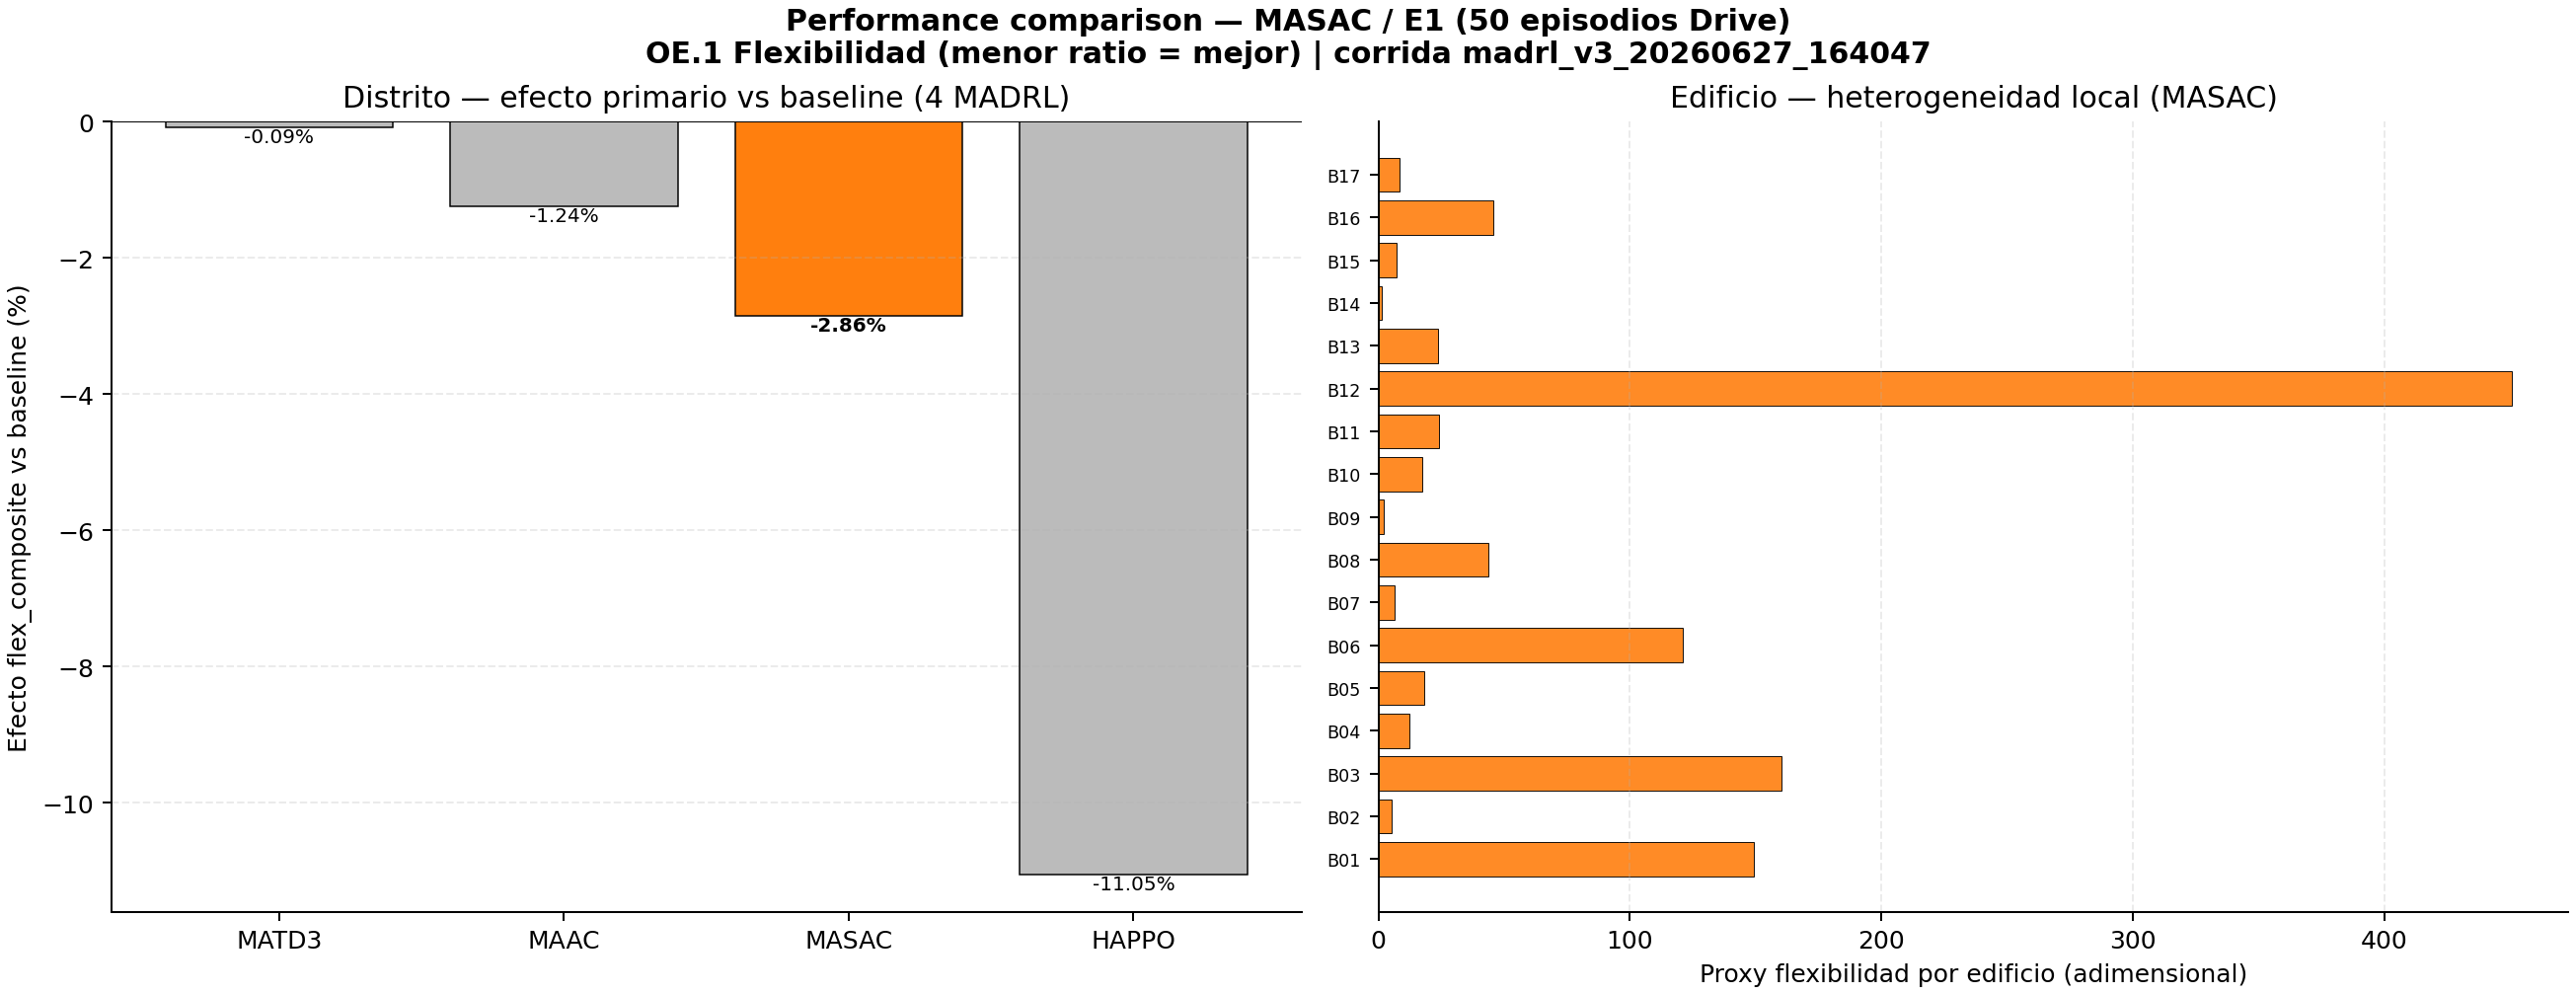 Performance comparison — MASAC / E1 (50 episodios Drive)
OE.1 Flexibilidad (menor ratio = mejor) | corrida madrl_v3_20260627_164047
Distrito — efecto primario vs baseline (4 MADRL)
Efecto flex_composite vs baseline (%)
0
−2
−4
−6
−8
−10
-0.09%
-1.24%
-2.86%
-11.05%
MATD3
MAAC
MASAC
HAPPO
Edificio — heterogeneidad local (MASAC)
B17
B16
B15
B14
B13
B12
B11
B10
B09
B08
B07
B06
B05
B04
B03
B02
B01
0
100
200
300
400
Proxy flexibilidad por edificio (adimensional)